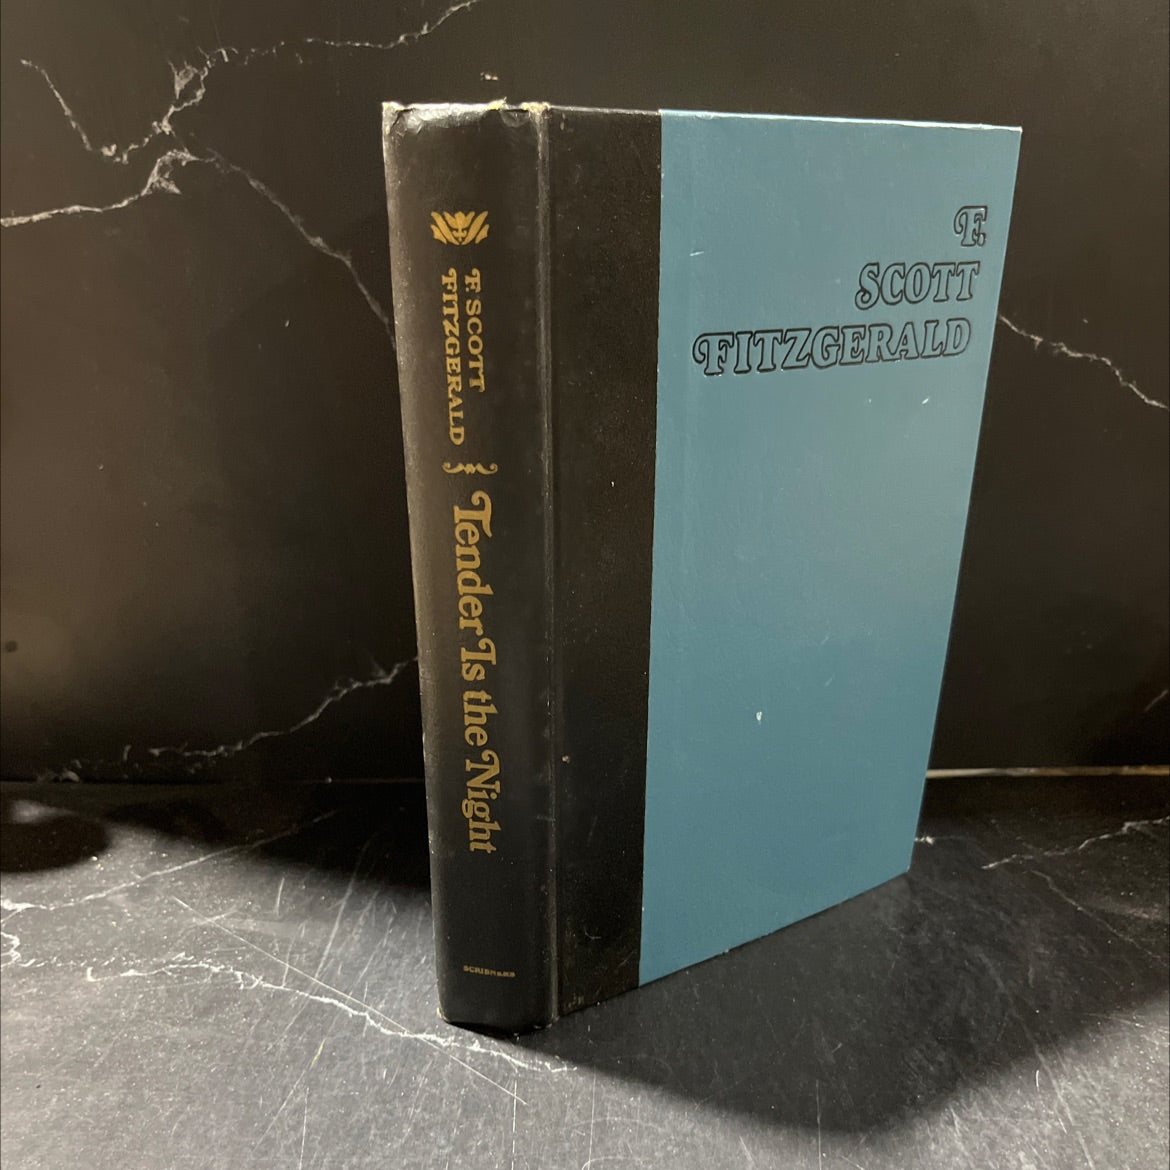 F. SCOTT
FITZGERALD
Tender Is the Night
SCRIBNERS
F.
SCOTT
FITZGERALD